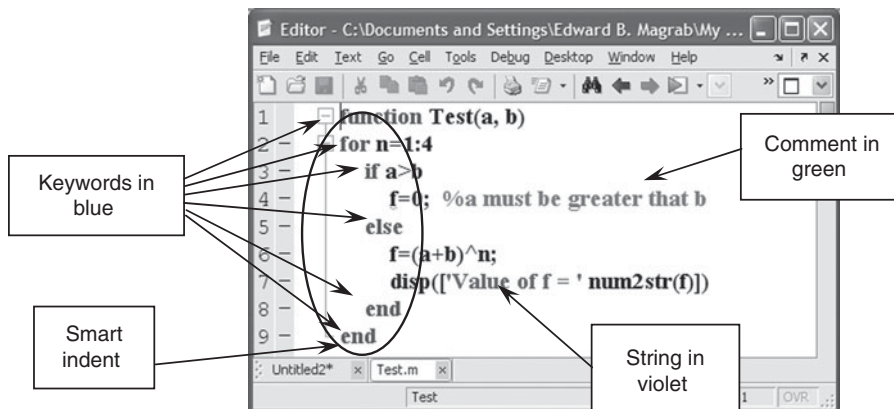 Editor - C:\Documents and Settings\Edward B. Magrab\My ...
File Edit Text Go Cell Tools Debug Desktop Window Help
1 function Test(a, b)
2 – for n=1:4
3 – if a>b
4 – f=0; %a must be greater that b
5 – else
6 – f=(a+b)^n;
7 – disp(['Value of f = ' num2str(f)])
8 – end
9 – end
Untitled2* × Test.m ×
Test 1 OVR
Keywords in
blue
Smart
indent
Comment in
green
String in
violet